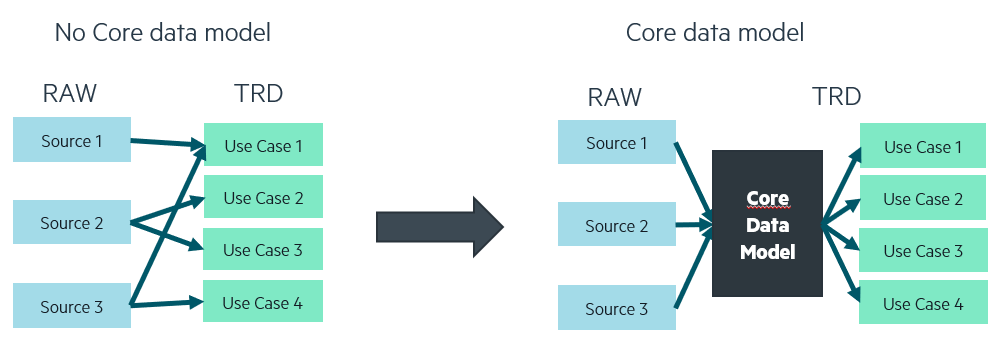 No Core data model
RAW
TRD
Source 1
Use Case 1
Source 2
Use Case 2
Use Case 3
Source 3
Use Case 4
Core data model
RAW
TRD
Source 1
Use Case 1
Source 2
Core
Data
Model
Use Case 2
Use Case 3
Source 3
Use Case 4